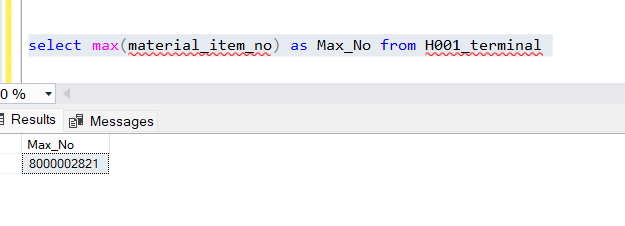 select max(material_item_no) as Max_No from H001_terminal
0 %
Results Messages
Max_No
8000002821